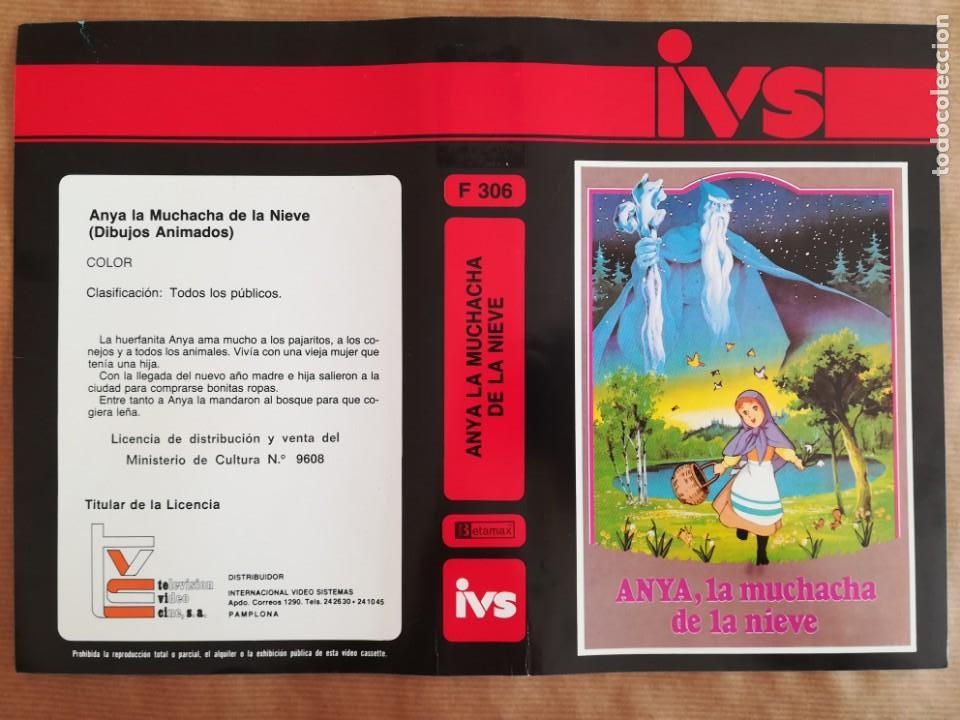 Anya la Muchacha de la Nieve
(Dibujos Animados)
COLOR
Clasificación: Todos los públicos.
La huerfanita Anya ama mucho a los pajaritos, a los co-
nejos y a todos los animales. Vivía con una vieja mujer que
tenía una hija.
Con la llegada del nuevo año madre e hija salieron a la
ciudad para comprarse bonitas ropas.
Entre tanto a Anya la mandaron al bosque para que co-
giera leña.
Licencia de distribución y venta del
Ministerio de Cultura N.° 9608
Titular de la Licencia
tvc
television
video
cine, s.a.
DISTRIBUIDOR
INTERNACIONAL VIDEO SISTEMAS
Apdo. Correos 1290. Tels. 242630 - 241045
PAMPLONA
Prohibida la reproducción total o parcial, el alquiler o la exhibición pública de esta video cassette.
F 306
ANYA LA MUCHACHA
DE LA NIEVE
Betamax
ivs
ivs
ANYA, la muchacha
de la nieve
todocoleccion